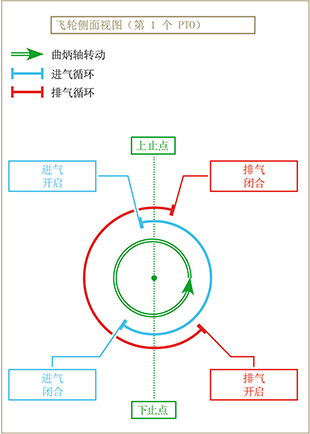 飞轮侧面视图（第 1 个 PTO）
曲炳轴转动
进气循环
排气循环
上止点
进气
开启
排气
闭合
进气
闭合
排气
开启
下止点